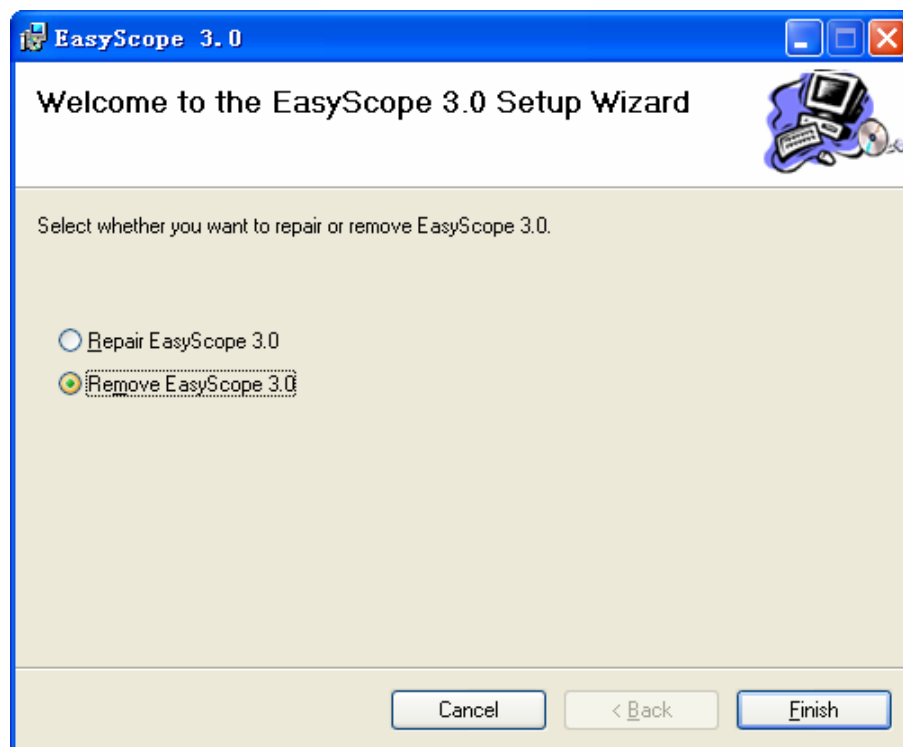 EasyScope 3.0
Welcome to the EasyScope 3.0 Setup Wizard
Select whether you want to repair or remove EasyScope 3.0.
Repair EasyScope 3.0
Remove EasyScope 3.0
Cancel
< Back
Finish